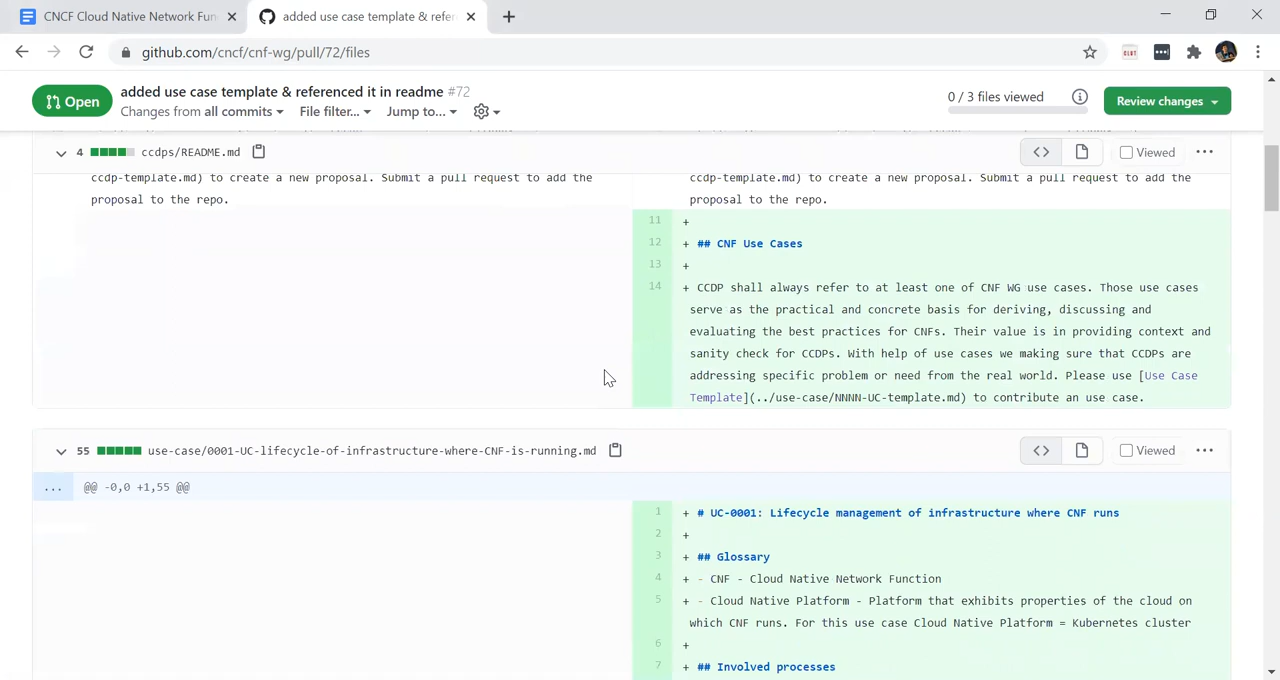 CNCF Cloud Native Network Fun
added use case template & refer
github.com/cncf/cnf-wg/pull/72/files
Open
added use case template & referenced it in readme #72
Changes from all commits
File filter...
Jump to...
0 / 3 files viewed
Review changes
4 ccdps/README.md
Viewed
ccdp-template.md) to create a new proposal. Submit a pull request to add the
proposal to the repo.
ccdp-template.md) to create a new proposal. Submit a pull request to add the
proposal to the repo.
11 +
12 + ## CNF Use Cases
13 +
14 + CCDP shall always refer to at least one of CNF WG use cases. Those use cases
serve as the practical and concrete basis for deriving, discussing and
evaluating the best practices for CNFs. Their value is in providing context and
sanity check for CCDPs. With help of use cases we making sure that CCDPs are
addressing specific problem or need from the real world. Please use [Use Case
Template](../use-case/NNNN-UC-template.md) to contribute an use case.
55 use-case/0001-UC-lifecycle-of-infrastructure-where-CNF-is-running.md
Viewed
... @@ -0,0 +1,55 @@
1 + # UC-0001: Lifecycle management of infrastructure where CNF runs
2 +
3 + ## Glossary
4 + - CNF - Cloud Native Network Function
5 + - Cloud Native Platform - Platform that exhibits properties of the cloud on
which CNF runs. For this use case Cloud Native Platform = Kubernetes cluster
6 +
7 + ## Involved processes